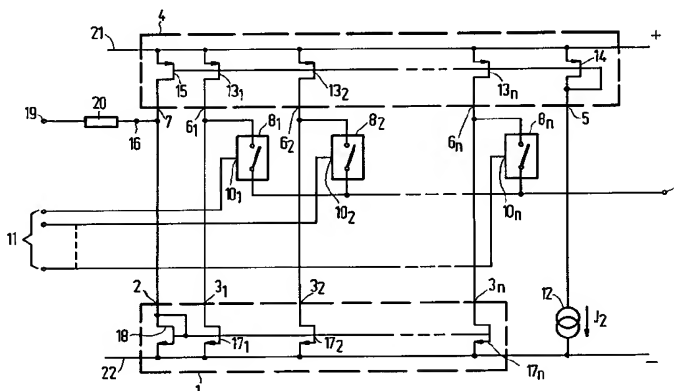 4
21 +
15 13₁ 13₂ 13ₙ 14
19 20 16 7 6₁ 8₁ 6₂ 8₂ 6ₙ 8ₙ 5
10₁ 10₂ 10ₙ
11
2 3₁ 3₂ 3ₙ 12 J₂
18 17₁ 17₂ 17ₙ
22 −
1